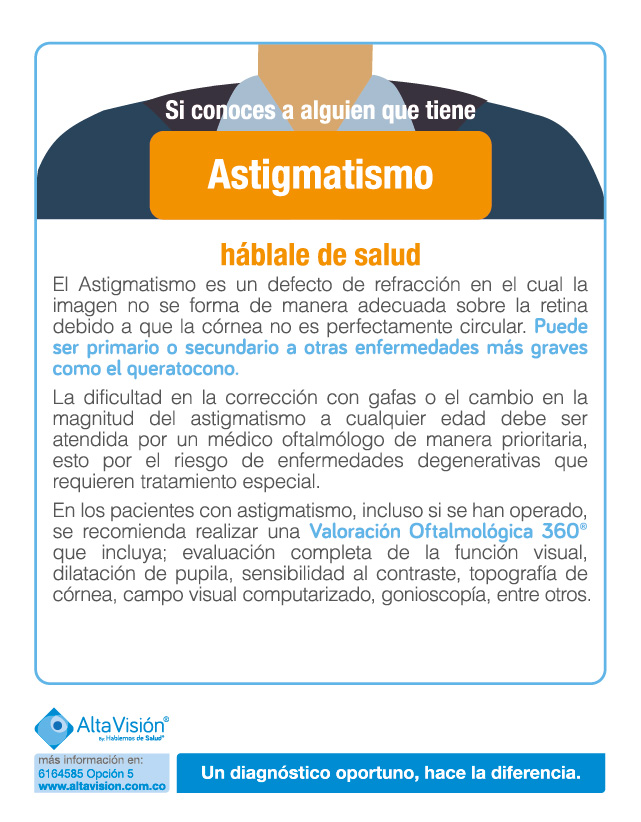 Si conoces a alguien que tiene
Astigmatismo
háblale de salud
El Astigmatismo es un defecto de refracción en el cual la
imagen no se forma de manera adecuada sobre la retina
debido a que la córnea no es perfectamente circular. Puede
ser primario o secundario a otras enfermedades más graves
como el queratocono.
La dificultad en la corrección con gafas o el cambio en la
magnitud del astigmatismo a cualquier edad debe ser
atendida por un médico oftalmólogo de manera prioritaria,
esto por el riesgo de enfermedades degenerativas que
requieren tratamiento especial.
En los pacientes con astigmatismo, incluso si se han operado,
se recomienda realizar una Valoración Oftalmológica 360®
que incluya; evaluación completa de la función visual,
dilatación de pupila, sensibilidad al contraste, topografía de
córnea, campo visual computarizado, gonioscopía, entre otros.
AltaVisión®
By: Hablemos de Salud®
más información en:
6164585 Opción 5
www.altavision.com.co
Un diagnóstico oportuno, hace la diferencia.